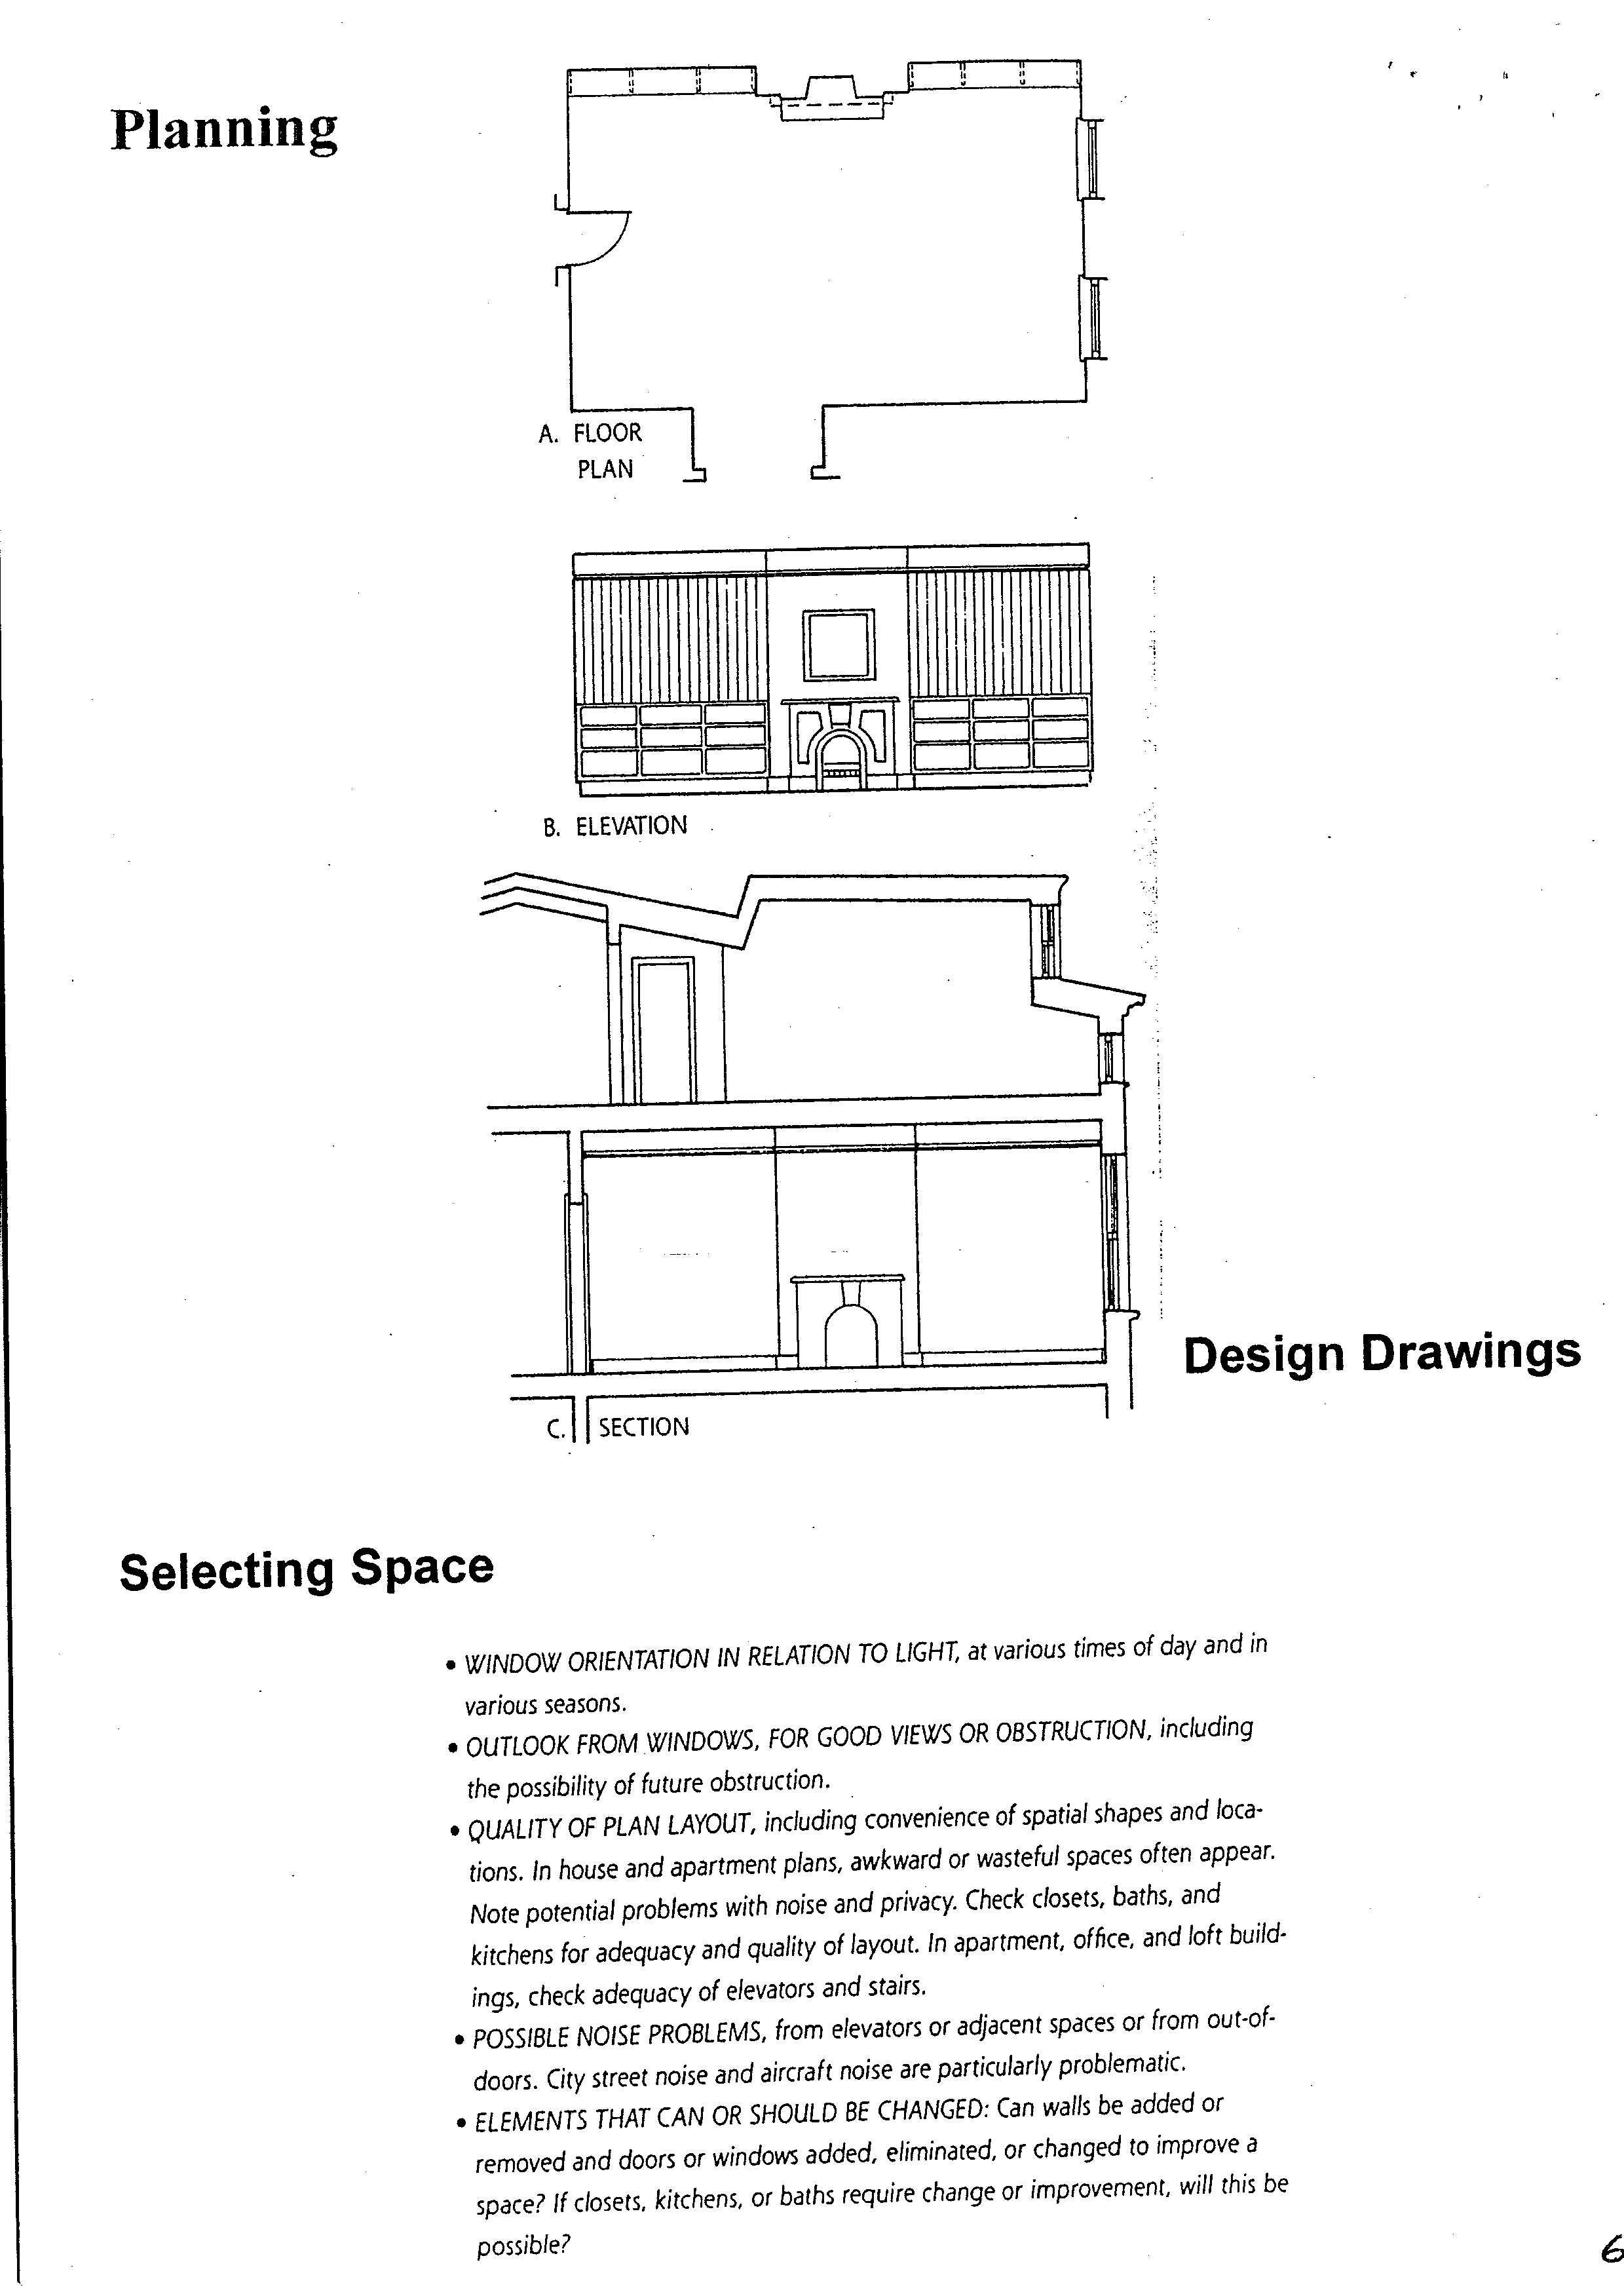 Planning
A. FLOOR
PLAN
B. ELEVATION
Design Drawings
C. SECTION
Selecting Space
• WINDOW ORIENTATION IN RELATION TO LIGHT, at various times of day and in
various seasons.
• OUTLOOK FROM WINDOWS, FOR GOOD VIEWS OR OBSTRUCTION, including
the possibility of future obstruction.
• QUALITY OF PLAN LAYOUT, including convenience of spatial shapes and loca-
tions. In house and apartment plans, awkward or wasteful spaces often appear.
Note potential problems with noise and privacy. Check closets, baths, and
kitchens for adequacy and quality of layout. In apartment, office, and loft build-
ings, check adequacy of elevators and stairs.
• POSSIBLE NOISE PROBLEMS, from elevators or adjacent spaces or from out-of-
doors. City street noise and aircraft noise are particularly problematic.
• ELEMENTS THAT CAN OR SHOULD BE CHANGED: Can walls be added or
removed and doors or windows added, eliminated, or changed to improve a
space? If closets, kitchens, or baths require change or improvement, will this be
possible?
6